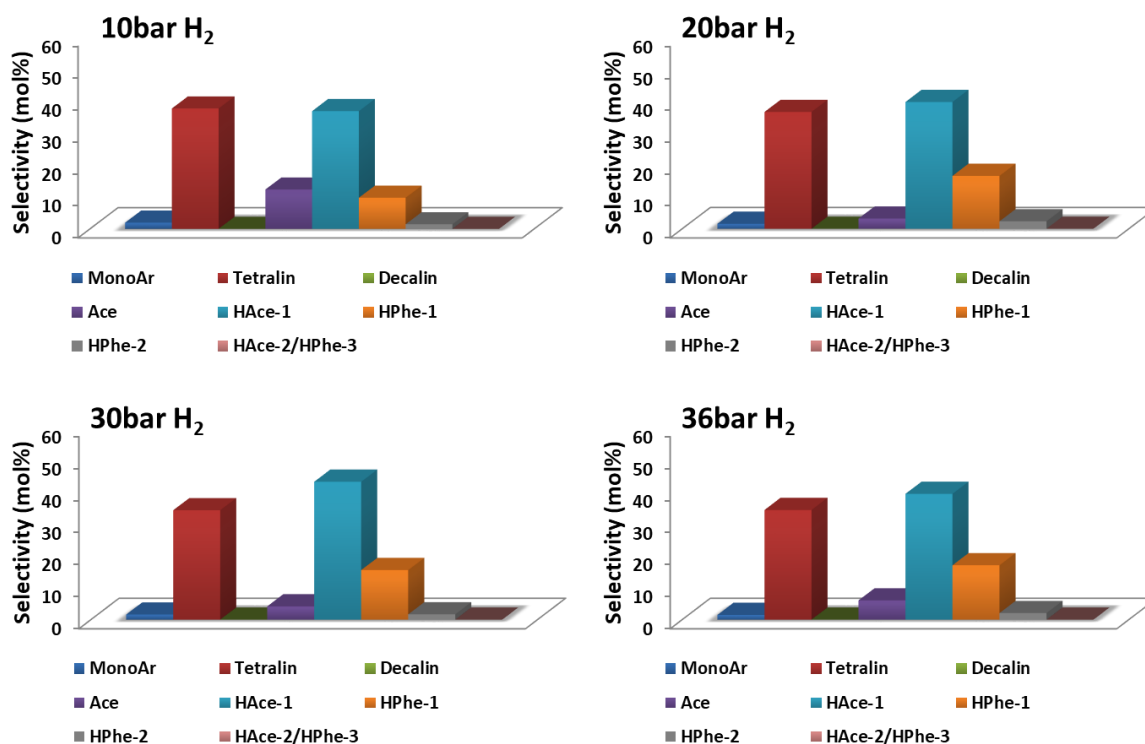 10bar H₂
Selectivity (mol%)
60
50
40
30
20
10
0
MonoAr Tetralin Decalin
Ace HAce-1 HPhe-1
HPhe-2 HAce-2/HPhe-3
20bar H₂
Selectivity (mol%)
60
50
40
30
20
10
0
MonoAr Tetralin Decalin
Ace HAce-1 HPhe-1
HPhe-2 HAce-2/HPhe-3
30bar H₂
Selectivity (mol%)
60
50
40
30
20
10
0
MonoAr Tetralin Decalin
Ace HAce-1 HPhe-1
HPhe-2 HAce-2/HPhe-3
36bar H₂
Selectivity (mol%)
60
50
40
30
20
10
0
MonoAr Tetralin Decalin
Ace HAce-1 HPhe-1
HPhe-2 HAce-2/HPhe-3